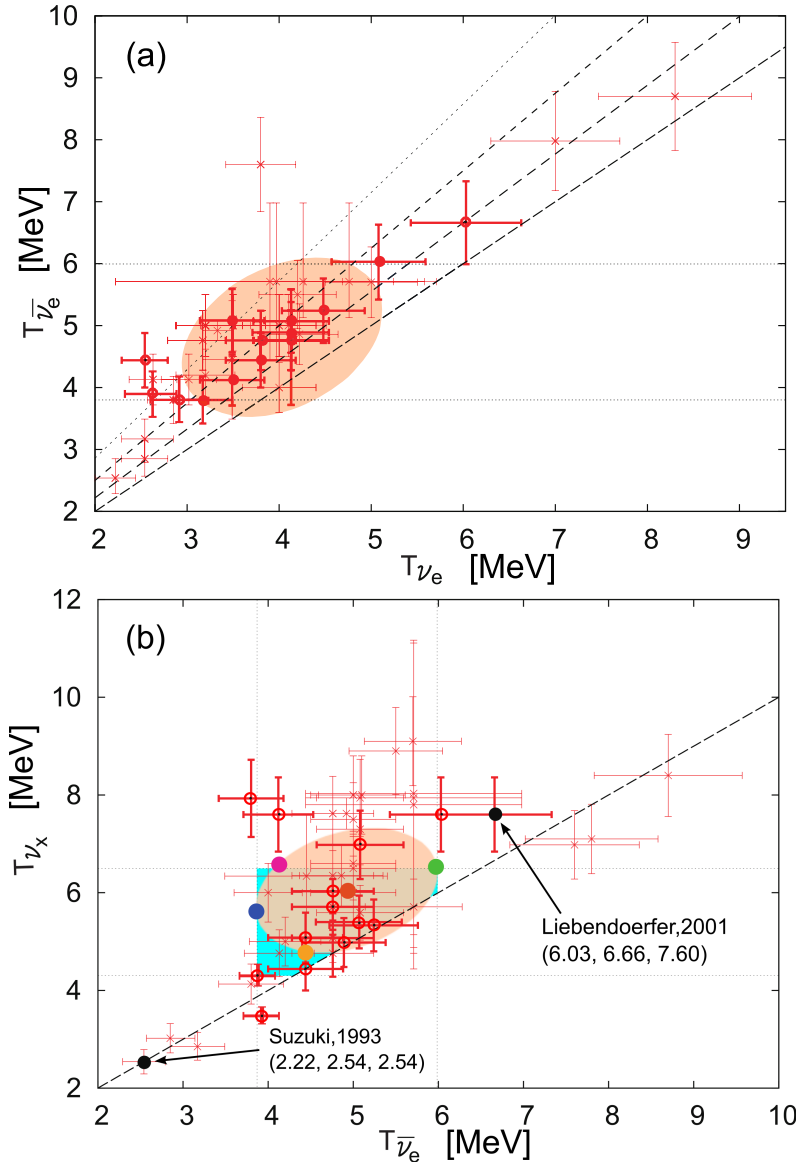 (a)
10
9
8
7
6
5
4
3
2
T ν̅e [MeV]
2 3 4 5 6 7 8 9
Tνe [MeV]
(b)
12
10
8
6
4
2
Tνx [MeV]
Liebendoerfer,2001
(6.03, 6.66, 7.60)
Suzuki,1993
(2.22, 2.54, 2.54)
2 3 4 5 6 7 8 9 10
T ν̅e [MeV]